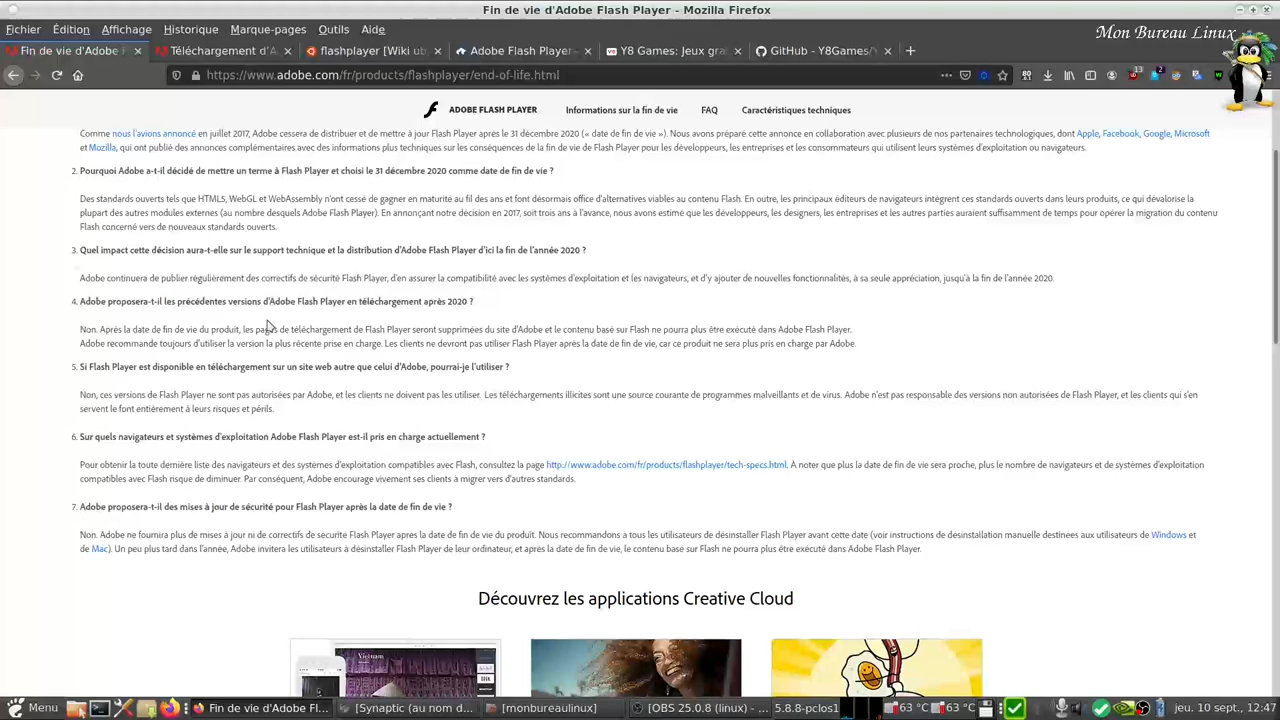 Fin de vie d'Adobe Flash Player - Mozilla Firefox
Fichier Édition Affichage Historique Marque-pages Outils Aide
Mon Bureau Linux
Fin de vie d'Adobe F Téléchargement d'A flashplayer [Wiki ub Adobe Flash Player - Y8 Games: Jeux gra GitHub - Y8Games/
https://www.adobe.com/fr/products/flashplayer/end-of-life.html
ADOBE FLASH PLAYER Informations sur la fin de vie FAQ Caractéristiques techniques
Comme nous l'avions annoncé en juillet 2017, Adobe cessera de distribuer et de mettre à jour Flash Player après le 31 décembre 2020 (« date de fin de vie »). Nous avons préparé cette annonce en collaboration avec plusieurs de nos partenaires technologiques, dont Apple, Facebook, Google, Microsoft
et Mozilla, qui ont publié des annonces complémentaires avec des informations plus techniques sur les conséquences de la fin de vie de Flash Player pour les développeurs, les entreprises et les consommateurs qui utilisent leurs systèmes d'exploitation ou navigateurs.
2. Pourquoi Adobe a-t-il décidé de mettre un terme à Flash Player et choisi le 31 décembre 2020 comme date de fin de vie ?
Des standards ouverts tels que HTML5, WebGL et WebAssembly n'ont cessé de gagner en maturité au fil des ans et font désormais office d'alternatives viables au contenu Flash. En outre, les principaux éditeurs de navigateurs intègrent ces standards ouverts dans leurs produits, ce qui dévalorise la
plupart des autres modules externes (au nombre desquels Adobe Flash Player). En annonçant notre décision en 2017, soit trois ans à l'avance, nous avons estimé que les développeurs, les designers, les entreprises et les autres parties auraient suffisamment de temps pour opérer la migration du contenu
Flash concerné vers de nouveaux standards ouverts.
3. Quel impact cette décision aura-t-elle sur le support technique et la distribution d'Adobe Flash Player d'ici la fin de l'année 2020 ?
Adobe continuera de publier régulièrement des correctifs de sécurité Flash Player, d'en assurer la compatibilité avec les systèmes d'exploitation et les navigateurs, et d'y ajouter de nouvelles fonctionnalités, à sa seule appréciation, jusqu'à la fin de l'année 2020.
4. Adobe proposera-t-il les précédentes versions d'Adobe Flash Player en téléchargement après 2020 ?
Non. Après la date de fin de vie du produit, les pages de téléchargement de Flash Player seront supprimées du site d'Adobe et le contenu basé sur Flash ne pourra plus être exécuté dans Adobe Flash Player.
Adobe recommande toujours d'utiliser la version la plus récente prise en charge. Les clients ne devront pas utiliser Flash Player après la date de fin de vie, car ce produit ne sera plus pris en charge par Adobe.
5. Si Flash Player est disponible en téléchargement sur un site web autre que celui d'Adobe, pourrai-je l'utiliser ?
Non, ces versions de Flash Player ne sont pas autorisées par Adobe, et les clients ne doivent pas les utiliser. Les téléchargements illicites sont une source courante de programmes malveillants et de virus. Adobe n'est pas responsable des versions non autorisées de Flash Player, et les clients qui s'en
servent le font entièrement à leurs risques et périls.
6. Sur quels navigateurs et systèmes d'exploitation Adobe Flash Player est-il pris en charge actuellement ?
Pour obtenir la toute dernière liste des navigateurs et des systèmes d'exploitation compatibles avec Flash, consultez la page http://www.adobe.com/fr/products/flashplayer/tech-specs.html. À noter que plus la date de fin de vie sera proche, plus le nombre de navigateurs et de systèmes d'exploitation
compatibles avec Flash risque de diminuer. Par conséquent, Adobe encourage vivement ses clients à migrer vers d'autres standards.
7. Adobe proposera-t-il des mises à jour de sécurité pour Flash Player après la date de fin de vie ?
Non. Adobe ne fournira plus de mises à jour ni de correctifs de sécurité Flash Player après la date de fin de vie du produit. Nous recommandons à tous les utilisateurs de désinstaller Flash Player avant cette date (voir instructions de désinstallation manuelle destinées aux utilisateurs de Windows et
de Mac). Un peu plus tard dans l'année, Adobe invitera les utilisateurs à désinstaller Flash Player de leur ordinateur, et après la date de fin de vie, le contenu basé sur Flash ne pourra plus être exécuté dans Adobe Flash Player.
Découvrez les applications Creative Cloud
Vietnam
Menu Fin de vie d'Adobe Fl... [Synaptic (au nom d... [monbureaulinux] [OBS 25.0.8 (linux) - ... 5.8.8-pclos1 63 °C 63 °C jeu. 10 sept., 12:47